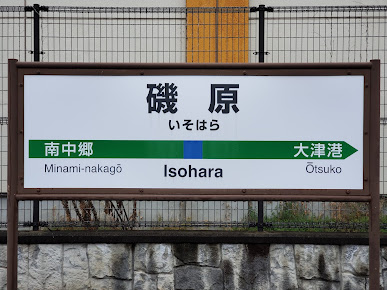 磯原
いそはら
南中郷 大津港
Minami-nakagō Isohara Ōtsuko